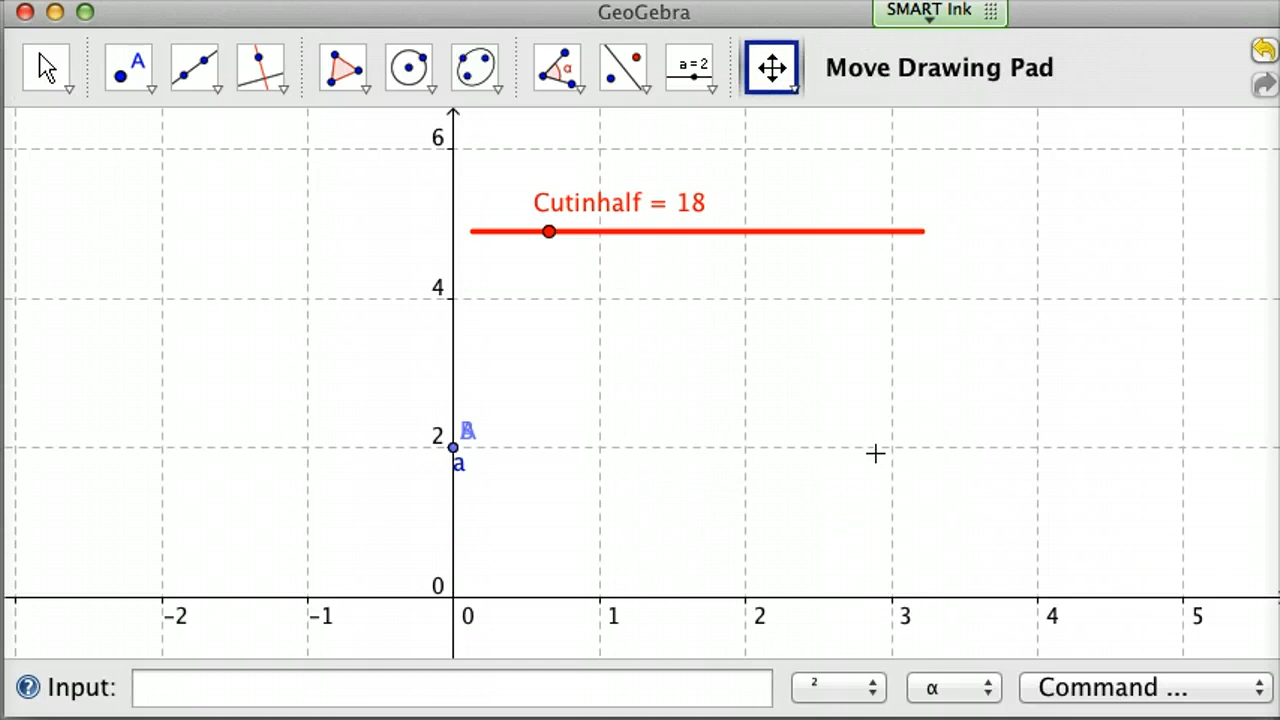 GeoGebra
SMART Ink
A
α
a=2
Move Drawing Pad
6
Cutinhalf = 18
4
2
a
0
-2 -1 0 1 2 3 4 5
Input:
2
α
Command ...